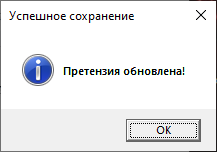 Успешное сохранение
Претензия обновлена!
OK